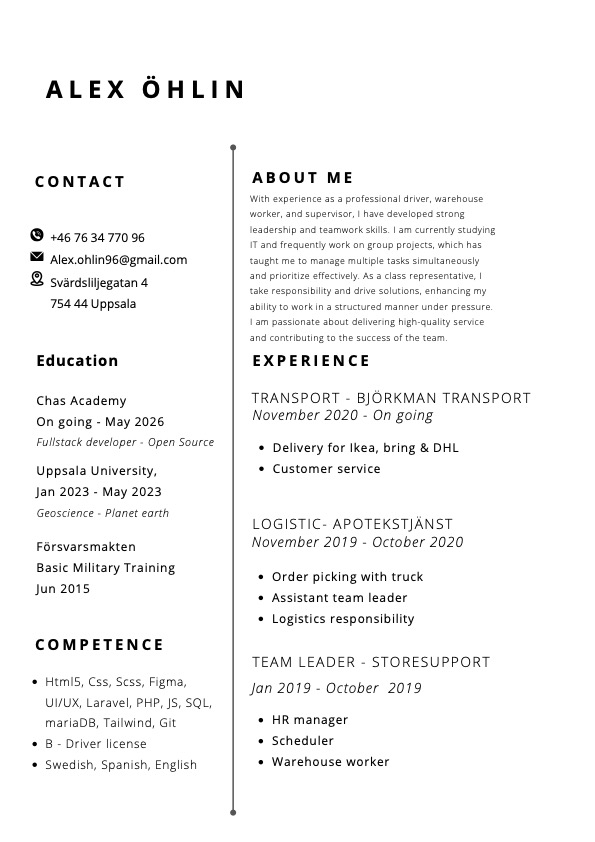 ALEX ÖHLIN
CONTACT
+46 76 34 770 96
Alex.ohlin96@gmail.com
Svärdsliljegatan 4
754 44 Uppsala
Education
Chas Academy
On going - May 2026
Fullstack developer - Open Source
Uppsala University,
Jan 2023 - May 2023
Geoscience - Planet earth
Försvarsmakten
Basic Military Training
Jun 2015
COMPETENCE
• Html5, Css, Scss, Figma,
UI/UX, Laravel, PHP, JS, SQL,
mariaDB, Tailwind, Git
• B - Driver license
• Swedish, Spanish, English
ABOUT ME
With experience as a professional driver, warehouse
worker, and supervisor, I have developed strong
leadership and teamwork skills. I am currently studying
IT and frequently work on group projects, which has
taught me to manage multiple tasks simultaneously
and prioritize effectively. As a class representative, I
take responsibility and drive solutions, enhancing my
ability to work in a structured manner under pressure.
I am passionate about delivering high-quality service
and contributing to the success of the team.
EXPERIENCE
TRANSPORT - BJÖRKMAN TRANSPORT
November 2020 - On going
• Delivery for Ikea, bring & DHL
• Customer service
LOGISTIC- APOTEKSTJÄNST
November 2019 - October 2020
• Order picking with truck
• Assistant team leader
• Logistics responsibility
TEAM LEADER - STORESUPPORT
Jan 2019 - October 2019
• HR manager
• Scheduler
• Warehouse worker